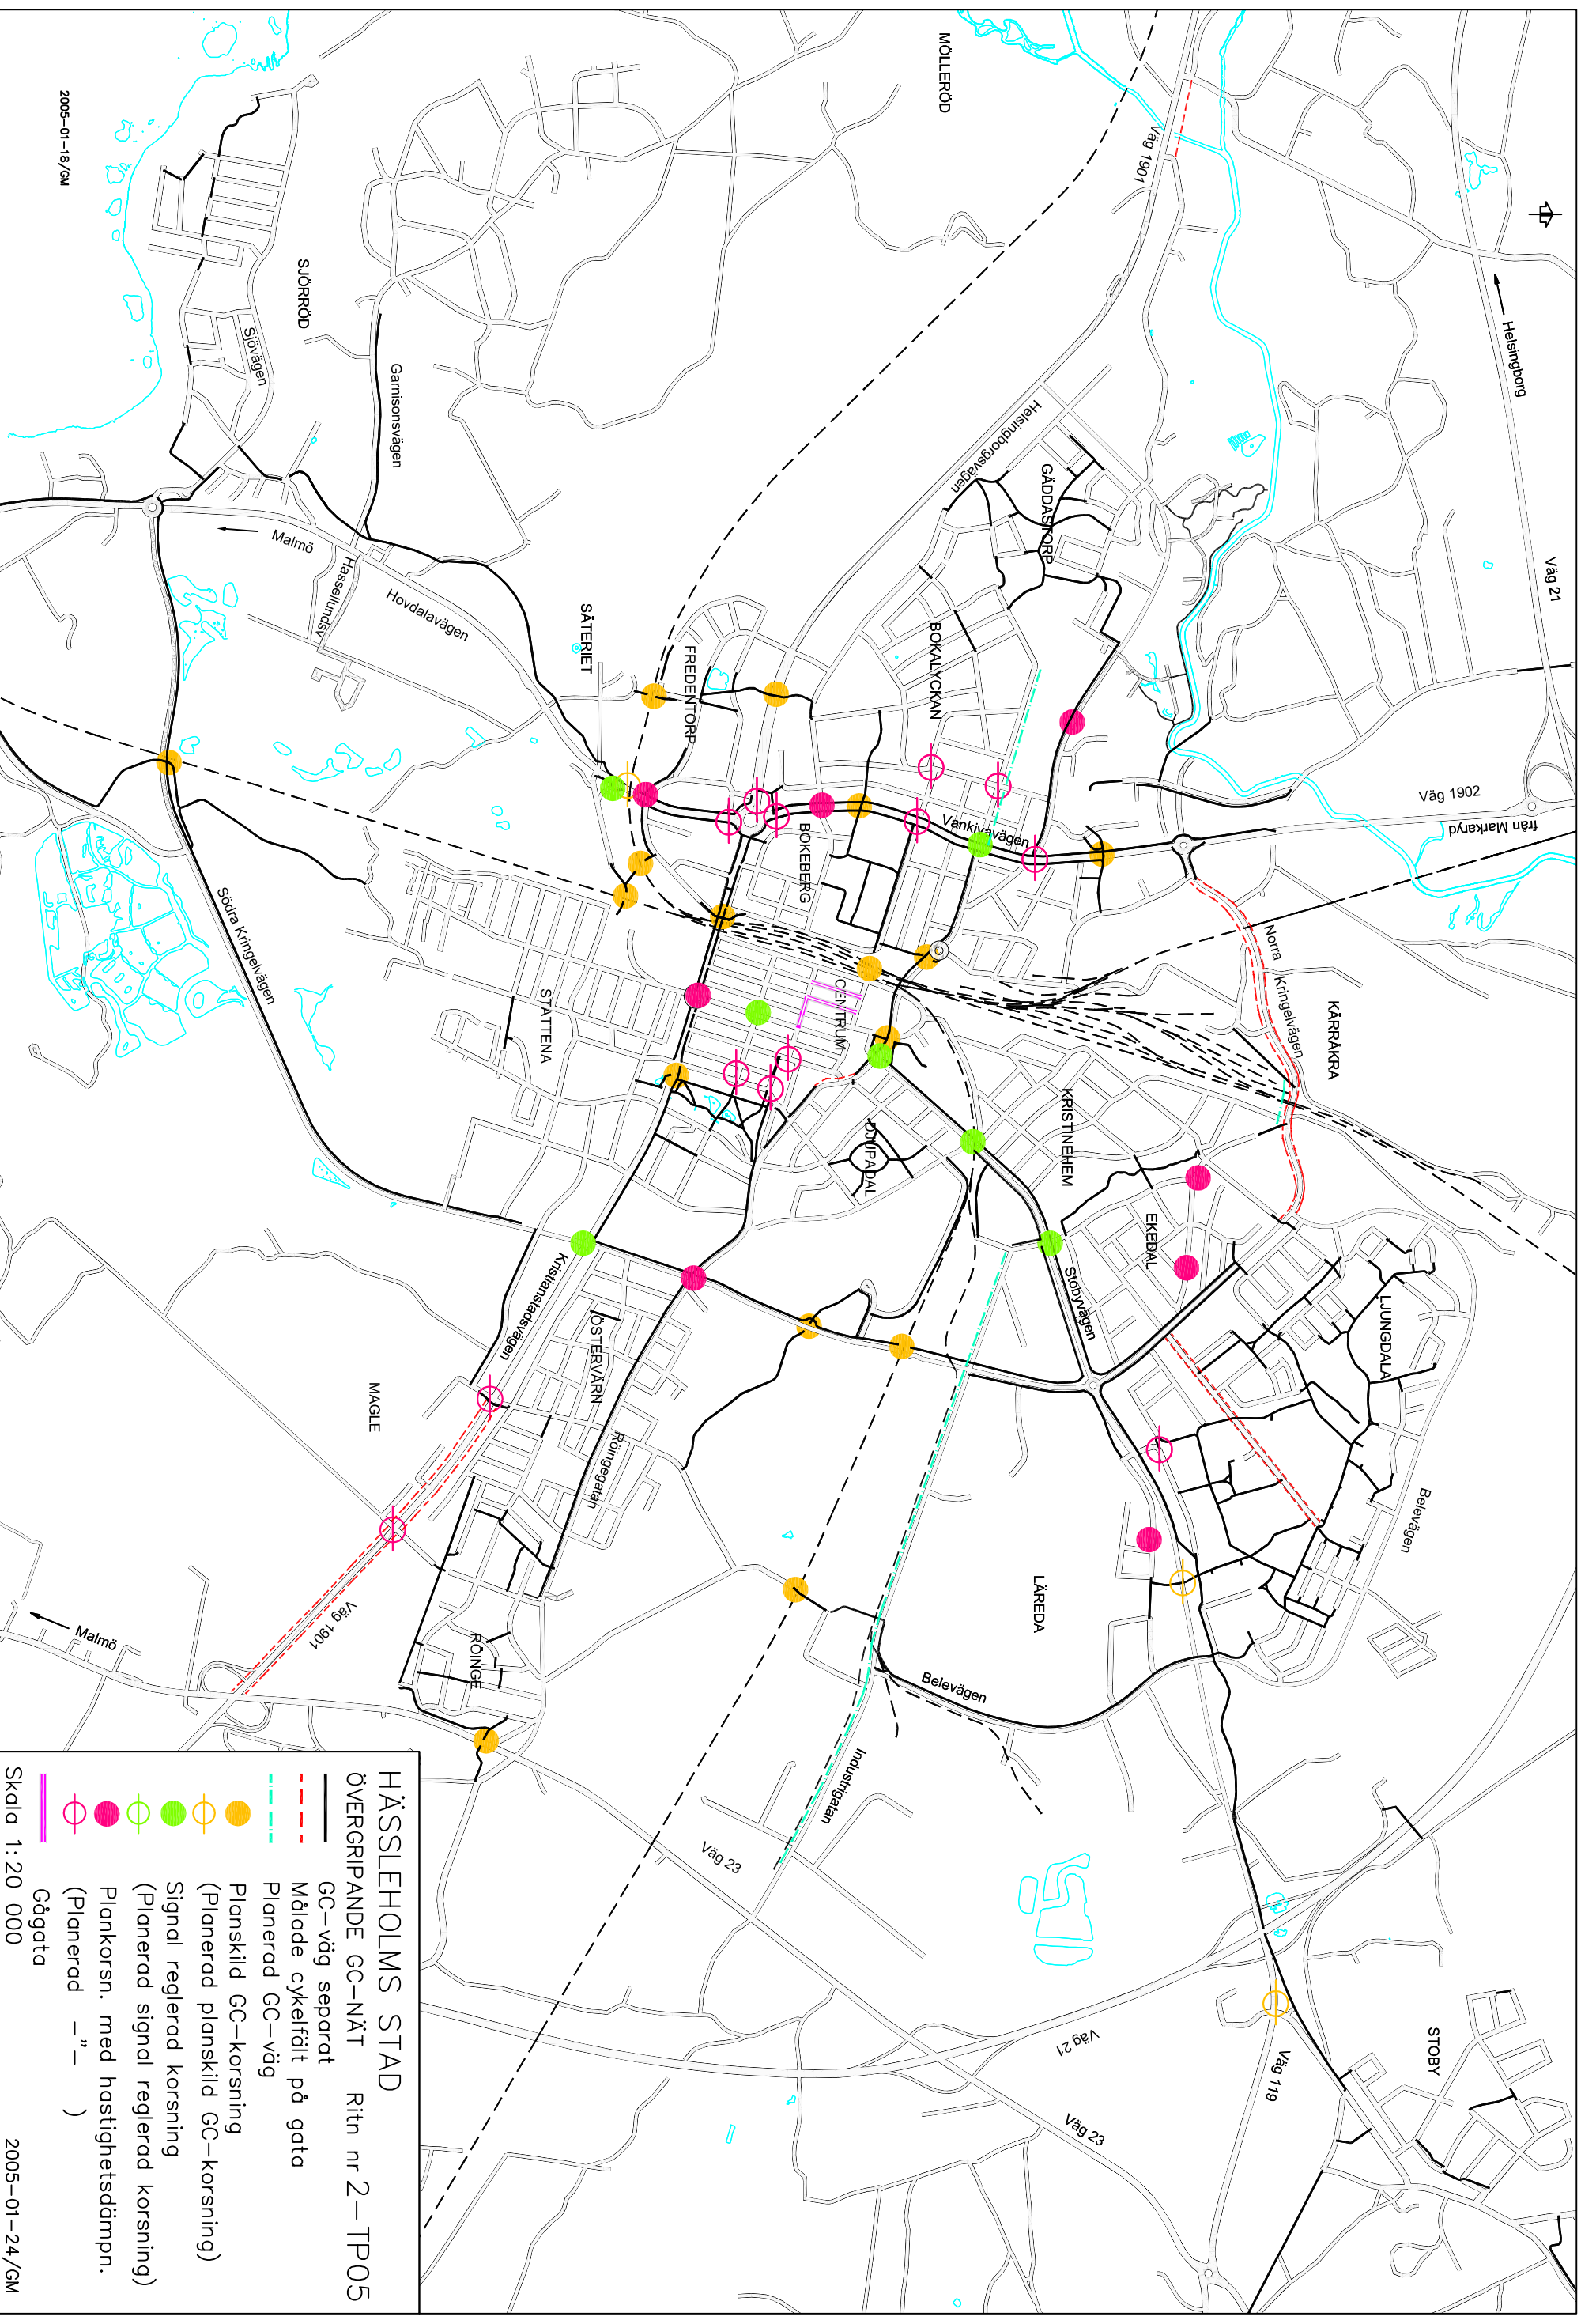 Helsingborg
Väg 21
Väg 1902
från Markaryd
MÖLLERÖD
Väg 1901
Helsingborgsvägen
GÄDDASTORP
BOKALYCKAN
Vankivavägen
Norra
Kringelvägen
KÄRRÅKRA
KRISTINEHEM
EKEDAL
LJUNGDALA
Belevägen
Stobyvägen
LÄREDA
STOBY
Väg 119
Väg 21
Väg 23
BOKEBERG
CENTRUM
DJUPADAL
FREDENTORP
SÄTERIET
SJÖRRÖD
Sjövägen
Garnisonsvägen
Malmö
Hassellundsv
Hovdalavägen
STATTENA
Södra Kringelvägen
Kristianstadsvägen
ÖSTERVÄRN
Röingegatan
MAGLE
Väg 1901
RÖINGE
Malmö
Belevägen
Industrigatan
Väg 23
2005-01-18/GM
HÄSSLEHOLMS STAD
ÖVERGRIPANDE GC-NÄT Ritn nr 2-TP05
GC-väg separat
Målade cykelfält på gata
Planerad GC-väg
Planskild GC-korsning
(Planerad planskild GC-korsning)
Signal reglerad korsning
(Planerad signal reglerad korsning)
Plankorsn. med hastighetsdämpn.
(Planerad -"- )
Gågata
Skala 1:20 000 2005-01-24/GM